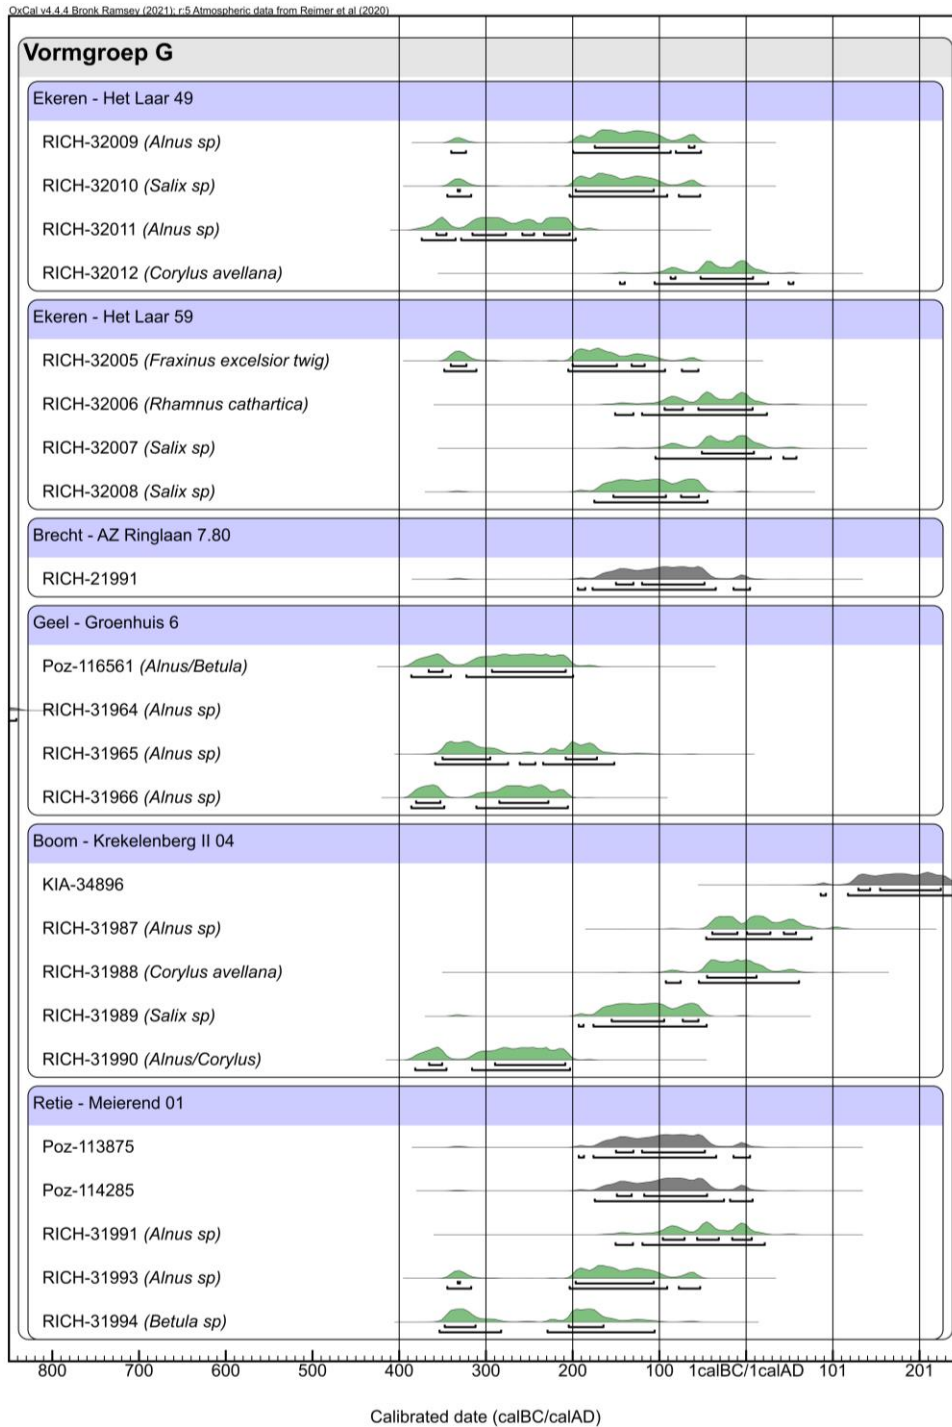 OxCal v4.4.4 Bronk Ramsey (2021); r:5 Atmospheric data from Reimer et al (2020)
Vormgroep G
Ekeren - Het Laar 49
RICH-32009 (Alnus sp)
RICH-32010 (Salix sp)
RICH-32011 (Alnus sp)
RICH-32012 (Corylus avellana)
Ekeren - Het Laar 59
RICH-32005 (Fraxinus excelsior twig)
RICH-32006 (Rhamnus cathartica)
RICH-32007 (Salix sp)
RICH-32008 (Salix sp)
Brecht - AZ Ringlaan 7.80
RICH-21991
Geel - Groenhuis 6
Poz-116561 (Alnus/Betula)
RICH-31964 (Alnus sp)
RICH-31965 (Alnus sp)
RICH-31966 (Alnus sp)
Boom - Krekelenberg II 04
KIA-34896
RICH-31987 (Alnus sp)
RICH-31988 (Corylus avellana)
RICH-31989 (Salix sp)
RICH-31990 (Alnus/Corylus)
Retie - Meierend 01
Poz-113875
Poz-114285
RICH-31991 (Alnus sp)
RICH-31993 (Alnus sp)
RICH-31994 (Betula sp)
800 700 600 500 400 300 200 100 1calBC/1calAD 101 201
Calibrated date (calBC/calAD)